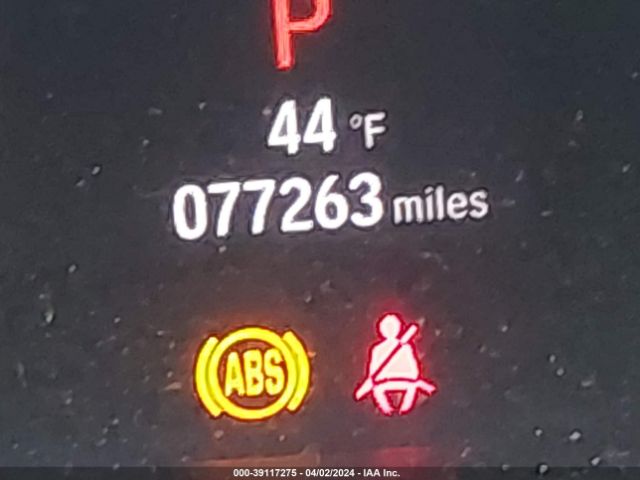 P
44 °F
077263 miles
ABS
000-39117275 - 04/02/2024 - IAA Inc.